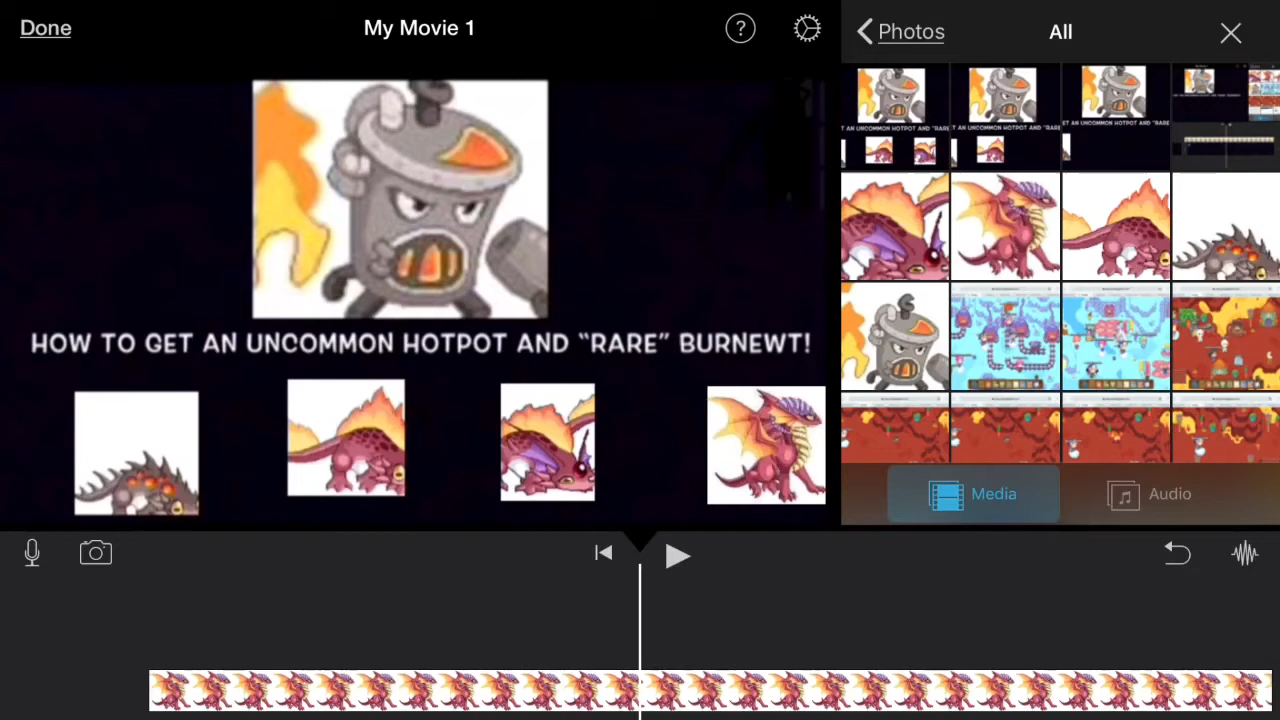 Done
My Movie 1
?
Photos
All
HOW TO GET AN UNCOMMON HOTPOT AND “RARE” BURNEWT!
Media
Audio